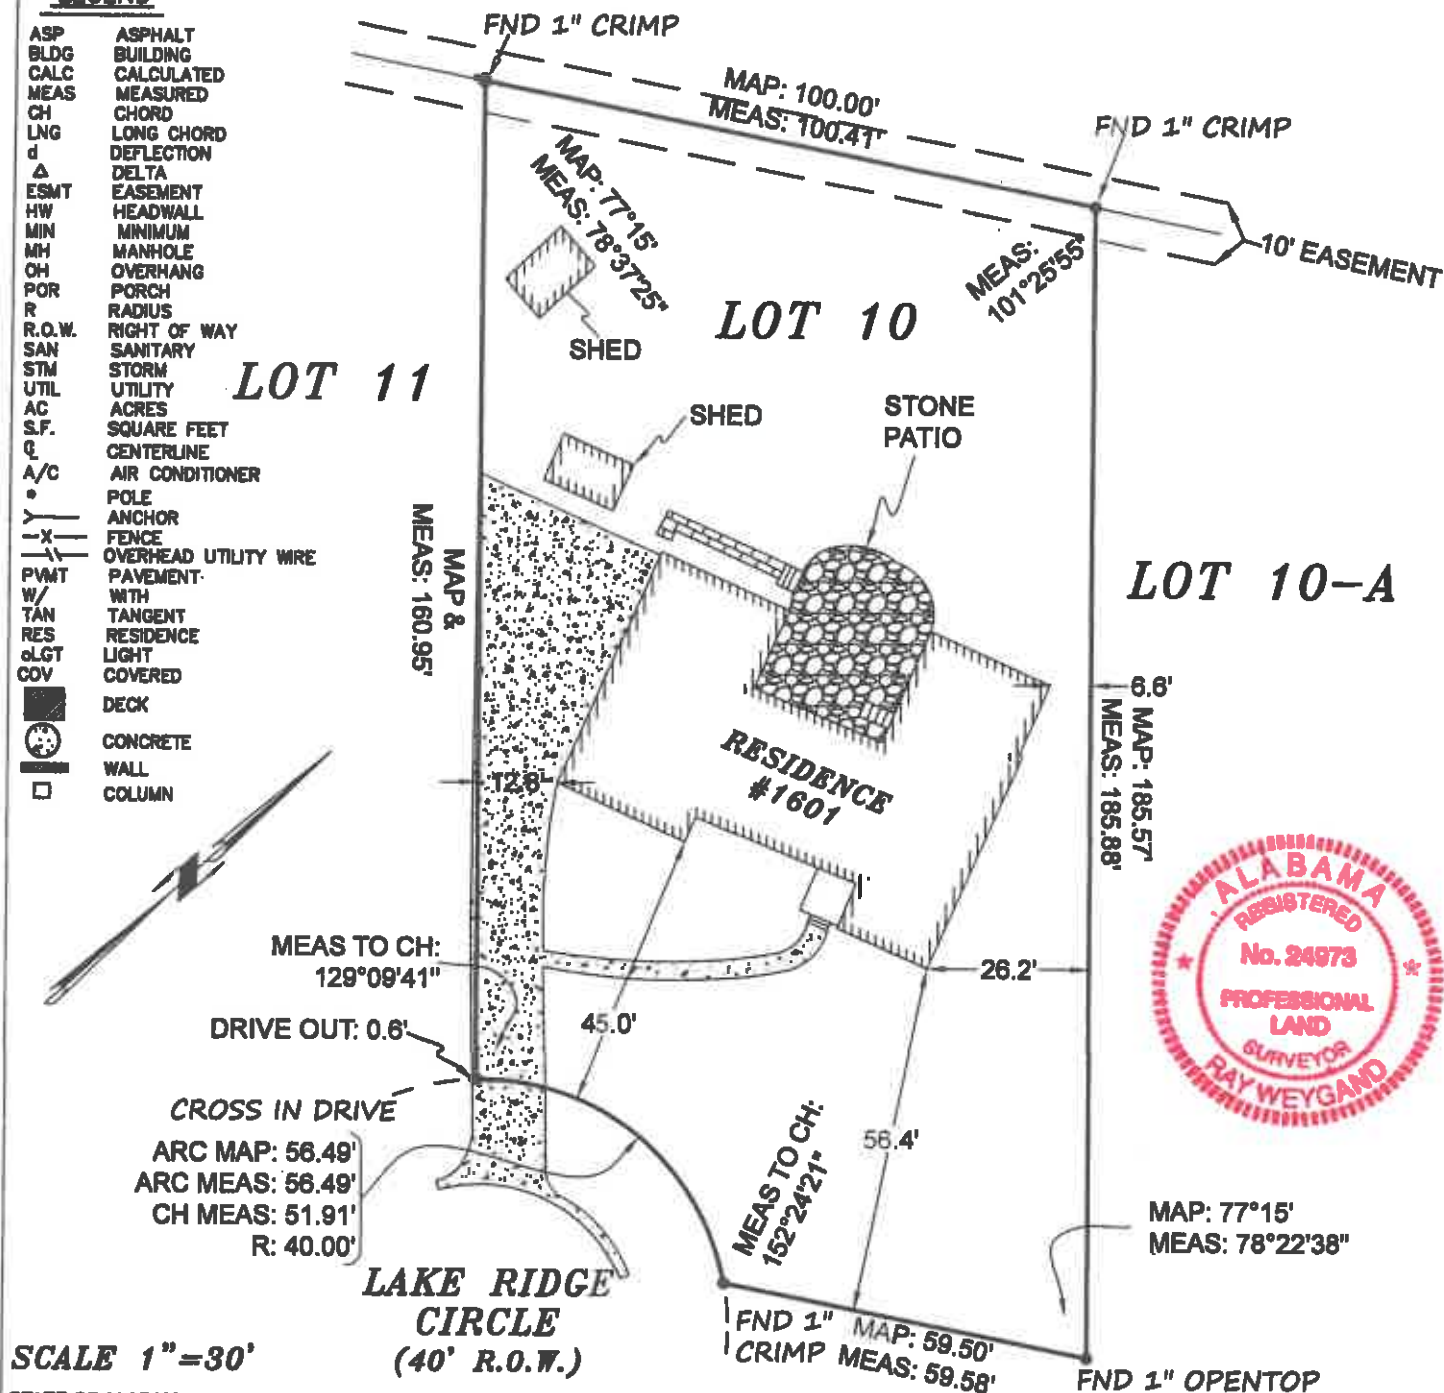 ASP ASPHALT
BLDG BUILDING
CALC CALCULATED
MEAS MEASURED
CH CHORD
LNG LONG CHORD
d DEFLECTION
Δ DELTA
ESMT EASEMENT
HW HEADWALL
MIN MINIMUM
MH MANHOLE
OH OVERHANG
POR PORCH
R RADIUS
R.O.W. RIGHT OF WAY
SAN SANITARY
STM STORM
UTIL UTILITY
AC ACRES
S.F. SQUARE FEET
℄ CENTERLINE
A/C AIR CONDITIONER
POLE
ANCHOR
-X- FENCE
OVERHEAD UTILITY WIRE
PVMT PAVEMENT
W/ WITH
TAN TANGENT
RES RESIDENCE
oLGT LIGHT
COV COVERED
DECK
CONCRETE
WALL
COLUMN
FND 1" CRIMP
MAP: 100.00'
MEAS: 100.41'
FND 1" CRIMP
10' EASEMENT
MAP: 77°15'
MEAS: 78°37'25"
MEAS:
101°25'55"
SHED
LOT 10
LOT 11
SHED
STONE
PATIO
LOT 10-A
MAP &
MEAS: 160.95'
6.6'
MAP: 185.57'
MEAS: 185.88'
RESIDENCE
#1601
12.8'
26.2'
45.0'
56.4'
MEAS TO CH:
129°09'41"
DRIVE OUT: 0.6'
CROSS IN DRIVE
ARC MAP: 56.49'
ARC MEAS: 56.49'
CH MEAS: 51.91'
R: 40.00'
MEAS TO CH:
152°24'21"
LAKE RIDGE
CIRCLE
(40' R.O.W.)
FND 1"
CRIMP
MAP: 59.50'
MEAS: 59.58'
MAP: 77°15'
MEAS: 78°22'38"
FND 1" OPENTOP
ALABAMA
REGISTERED
No. 24973
PROFESSIONAL
LAND
SURVEYOR
RAY WEYGAND
SCALE 1"=30'